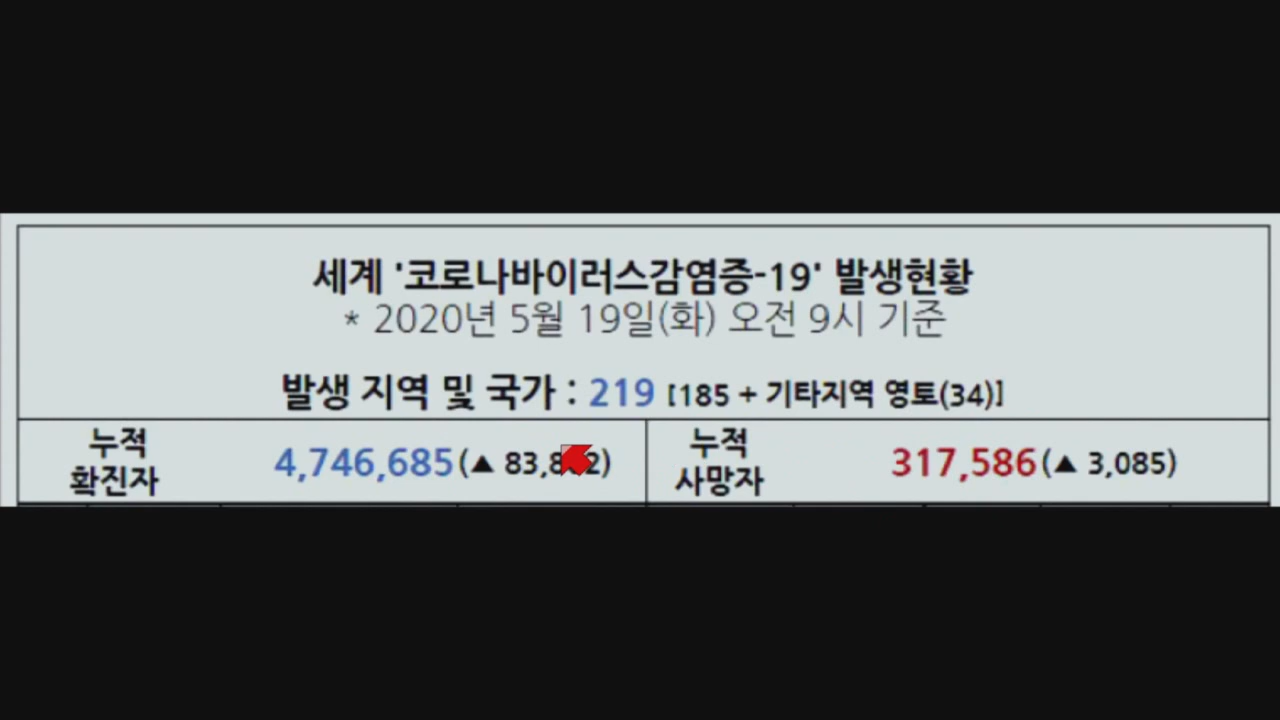 세계 '코로나바이러스감염증-19' 발생현황
* 2020년 5월 19일(화) 오전 9시 기준
발생 지역 및 국가 : 219 [185 + 기타지역 영토(34)]
누적
확진자
4,746,685(▲
누적
사망자
317,586(▲ 3,085)